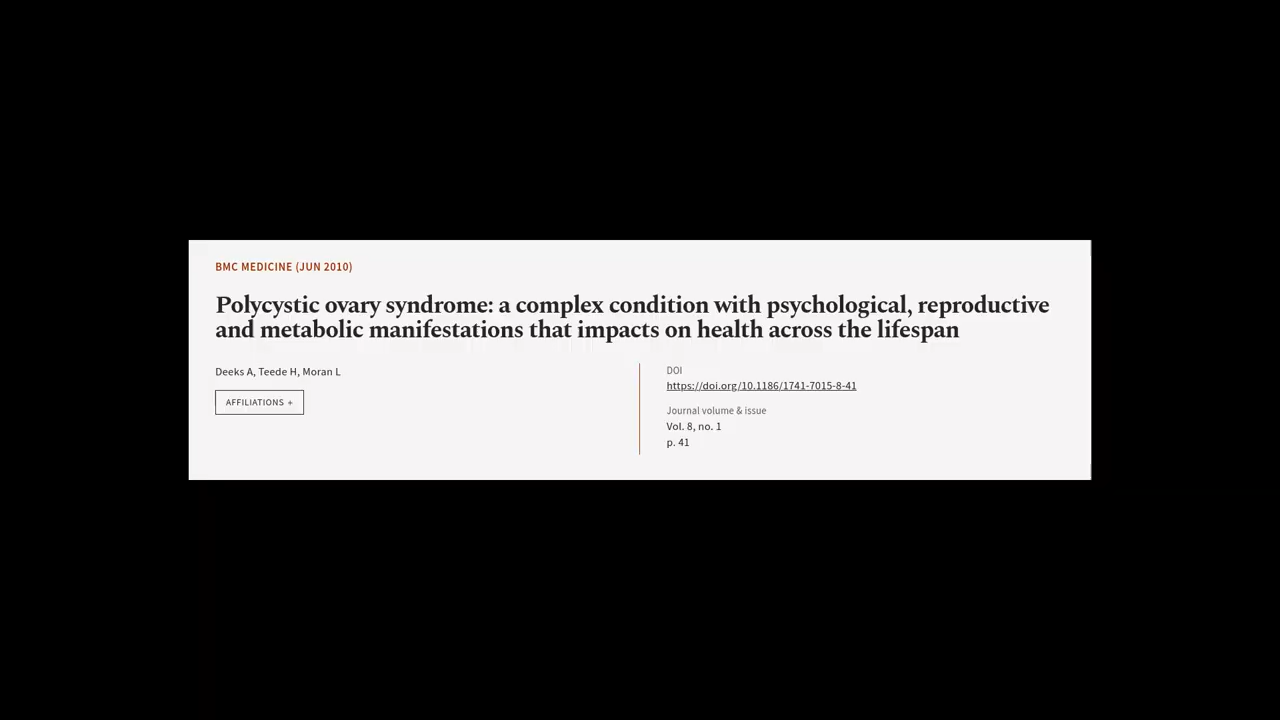 BMC MEDICINE (JUN 2010)
Polycystic ovary syndrome: a complex condition with psychological, reproductive
and metabolic manifestations that impacts on health across the lifespan
Deeks A, Teede H, Moran L
AFFILIATIONS +
DOI
https://doi.org/10.1186/1741-7015-8-41
Journal volume & issue
Vol. 8, no. 1
p. 41